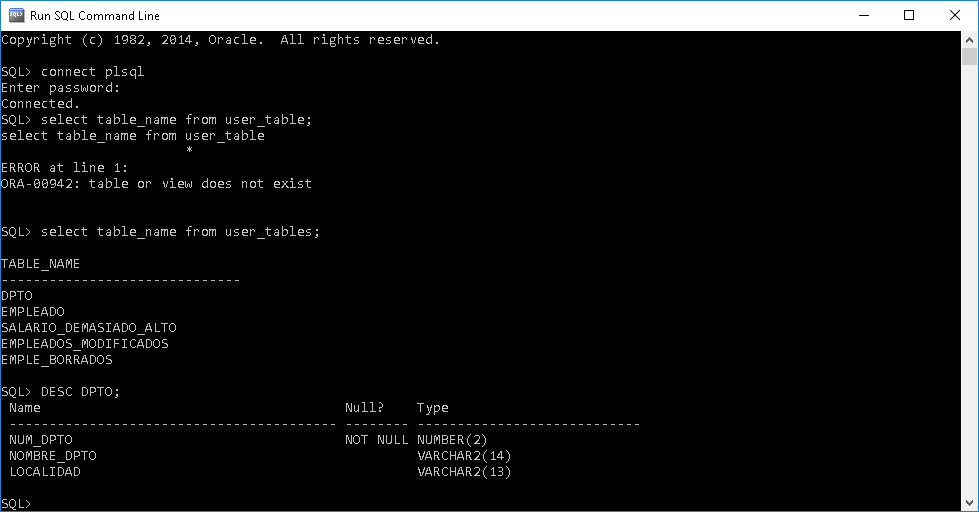 Run SQL Command Line
Copyright (c) 1982, 2014, Oracle.  All rights reserved.
SQL> connect plsql
Enter password:
Connected.
SQL> select table_name from user_table;
select table_name from user_table
                       *
ERROR at line 1:
ORA-00942: table or view does not exist
SQL> select table_name from user_tables;
TABLE_NAME
------------------------------
DPTO
EMPLEADO
SALARIO_DEMASIADO_ALTO
EMPLEADOS_MODIFICADOS
EMPLE_BORRADOS
SQL> DESC DPTO;
 Name                                      Null?    Type
 ----------------------------------------- -------- ----------------------------
 NUM_DPTO                                  NOT NULL NUMBER(2)
 NOMBRE_DPTO                                        VARCHAR2(14)
 LOCALIDAD                                          VARCHAR2(13)
SQL>